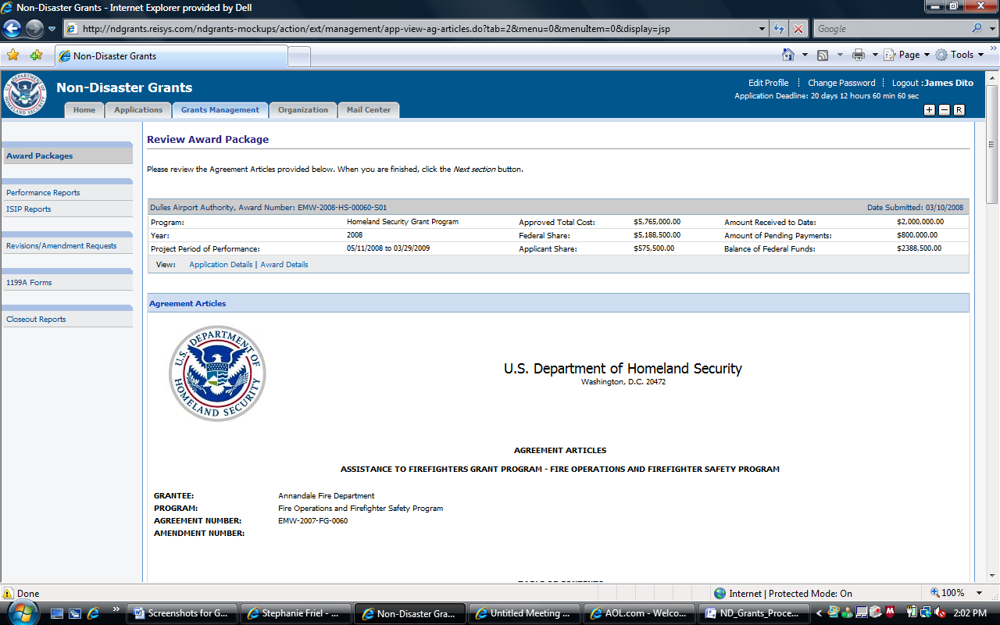 Non-Disaster Grants - Internet Explorer provided by Dell
http://ndgrants.reisys.com/ndgrants-mockups/action/ext/management/app-view-ag-articles.do?tab=2&menu=0&menuItem=0&display=jsp
Google
Non-Disaster Grants
Page
Tools
Non-Disaster Grants
Edit Profile
Change Password
Logout :James Dito
Application Deadline: 20 days 12 hours 60 min 60 sec
+ − R
Home
Applications
Grants Management
Organization
Mail Center
Award Packages
Performance Reports
ISIP Reports
Revisions/Amendment Requests
1199A Forms
Closeout Reports
Review Award Package
Please review the Agreement Articles provided below. When you are finished, click the Next section button.
Dulles Airport Authority, Award Number: EMW-2008-HS-00060-S01 Date Submitted: 03/10/2008
Program: Homeland Security Grant Program Approved Total Cost: $5,765,000.00 Amount Received to Date: $2,000,000.00
Year: 2008 Federal Share: $5,188,500.00 Amount of Pending Payments: $800,000.00
Project Period of Performance: 05/11/2008 to 03/29/2009 Applicant Share: $575,500.00 Balance of Federal Funds: $2388,500.00
View: Application Details | Award Details
Agreement Articles
U.S. DEPARTMENT OF HOMELAND SECURITY
U.S. Department of Homeland Security
Washington, D.C. 20472
AGREEMENT ARTICLES
ASSISTANCE TO FIREFIGHTERS GRANT PROGRAM - FIRE OPERATIONS AND FIREFIGHTER SAFETY PROGRAM
GRANTEE: Annandale Fire Department
PROGRAM: Fire Operations and Firefighter Safety Program
AGREEMENT NUMBER: EMW-2007-FG-0060
AMENDMENT NUMBER:
Done
Internet | Protected Mode: On
100%
Screenshots for G...
Stephanie Friel - ...
Non-Disaster Gra...
Untitled Meeting ...
AOL.com - Welco...
ND_Grants_Proce...
2:02 PM